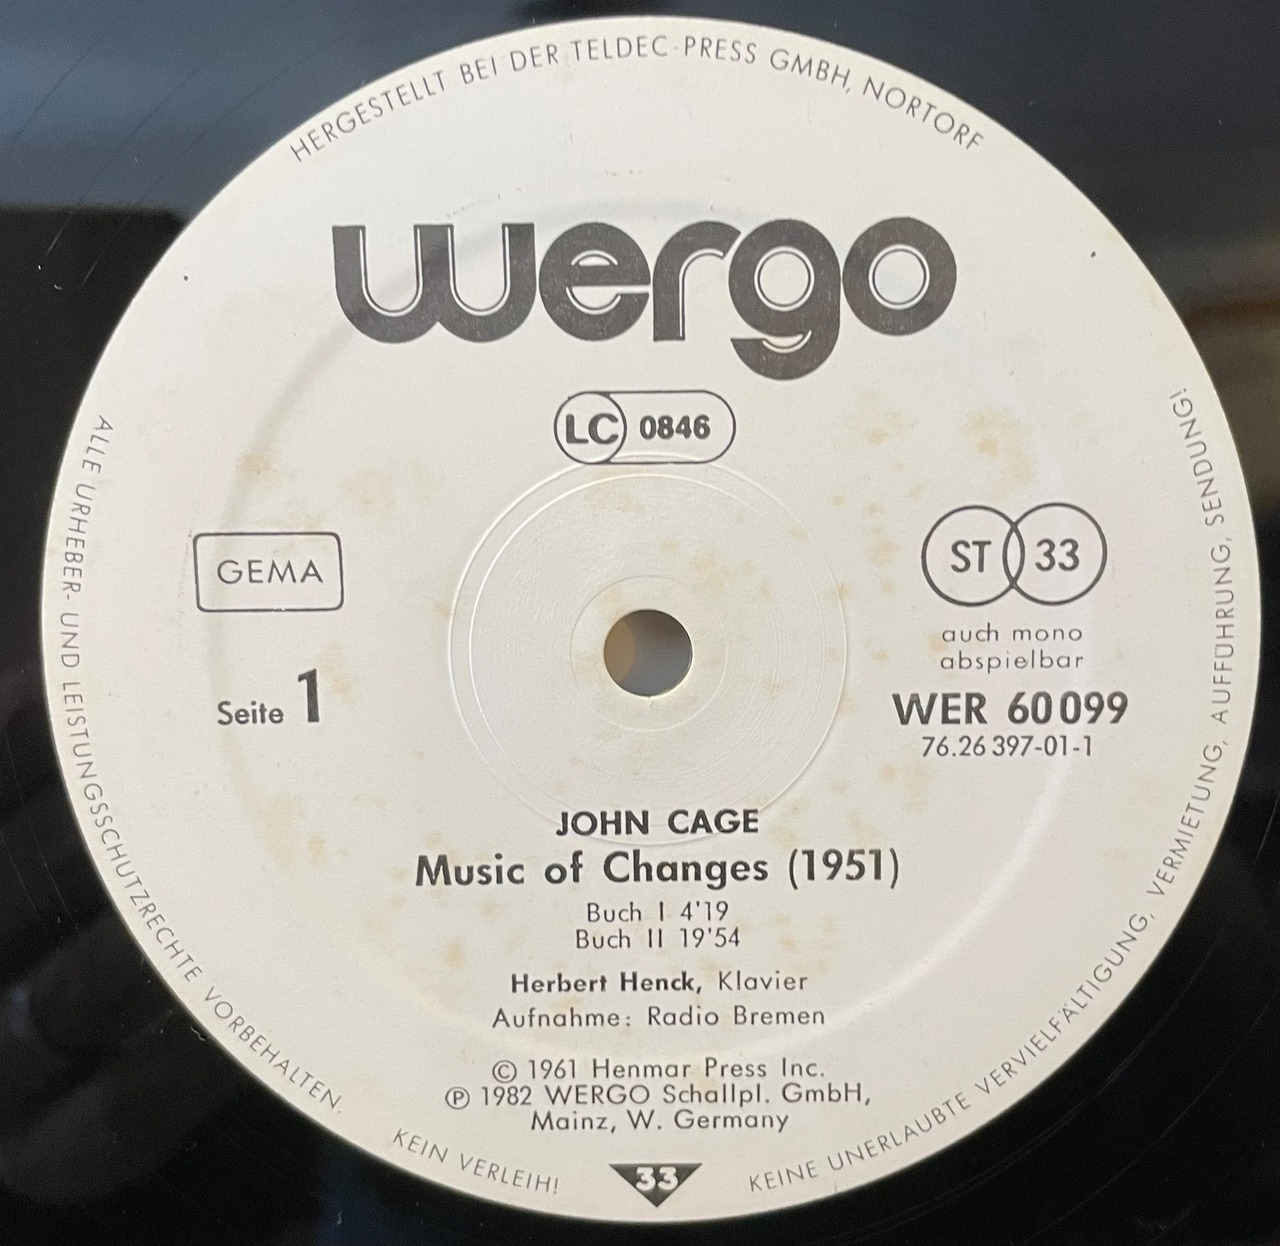 HERGESTELLT BEI DER TELDEC-PRESS GMBH, NORTORF
wergo
LC 0846
GEMA
ST 33
auch mono
abspielbar
Seite 1
WER 60 099
76.26 397-01-1
JOHN CAGE
Music of Changes (1951)
Buch I 4'19
Buch II 19'54
Herbert Henck, Klavier
Aufnahme: Radio Bremen
© 1961 Henmar Press Inc.
℗ 1982 WERGO Schallpl. GmbH,
Mainz, W. Germany
33
ALLE URHEBER- UND LEISTUNGSSCHUTZRECHTE VORBEHALTEN.
KEIN VERLEIH!
KEINE UNERLAUBTE VERVIELFÄLTIGUNG, VERMIETUNG, AUFFÜHRUNG, SENDUNG!